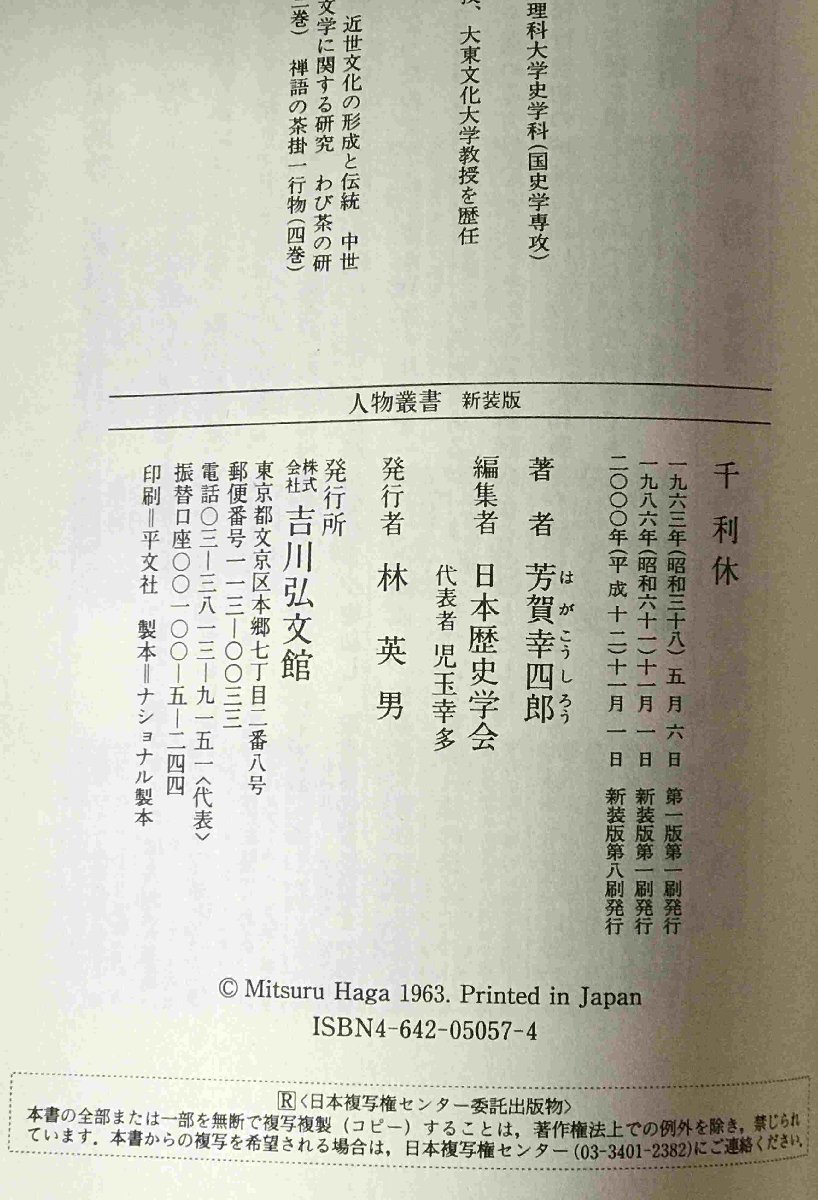 理科大学史学科(国史学専攻)
、大東文化大学教授を歴任
近世文化の形成と伝統 中世
文学に関する研究 わび茶の研
巻) 禅語の茶掛一行物(四巻)
人物叢書 新装版
千利休
一九六三年(昭和三十八)五月六日 第一版第一刷発行
一九八六年(昭和六十一)十一月一日 新装版第一刷発行
二〇〇〇年(平成十二)十一月一日 新装版第八刷発行
著者 芳賀幸四郎
はがこうしろう
編集者 日本歴史学会
代表者 児玉幸多
発行者 林英男
発行所
株式会社 吉川弘文館
東京都文京区本郷七丁目二番八号
郵便番号一一三―〇〇三三
電話〇三―三八一三―九一五一〈代表〉
振替口座〇〇一〇〇―五―二四四
印刷=平文社 製本=ナショナル製本
© Mitsuru Haga 1963. Printed in Japan
ISBN4-642-05057-4
R〈日本複写権センター委託出版物〉
本書の全部または一部を無断で複写複製(コピー)することは,著作権法上での例外を除き,禁じられ
ています.本書からの複写を希望される場合は,日本複写権センター(03-3401-2382)にご連絡ください.